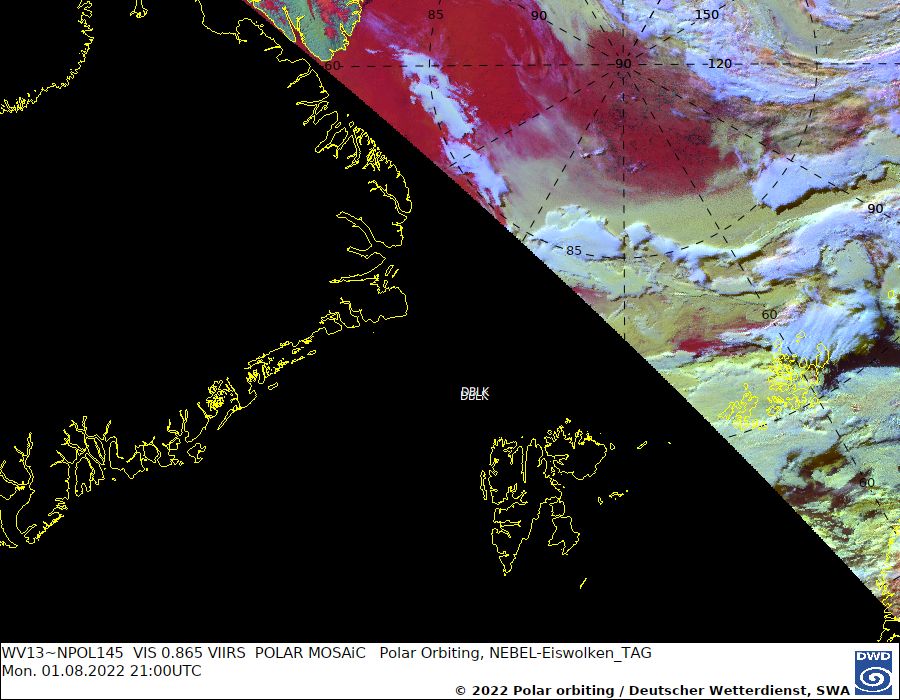 85
90
150
60
90
120
90
85
60
DBLK
DBLK
60
WV13~NPOL145 VIS 0.865 VIIRS POLAR MOSAiC Polar Orbiting, NEBEL-Eiswolken_TAG
Mon. 01.08.2022 21:00UTC
DWD
© 2022 Polar orbiting / Deutscher Wetterdienst, SWA